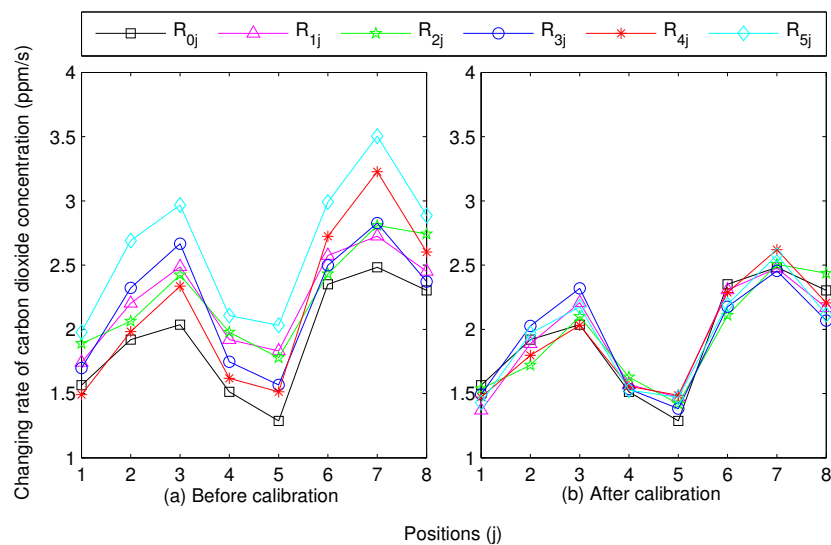 R0j R1j R2j R3j R4j R5j
Changing rate of carbon dioxide concentration (ppm/s)
4 4
3.5 3.5
3 3
2.5 2.5
2 2
1.5 1.5
1 1
1 2 3 4 5 6 7 8 1 2 3 4 5 6 7 8
(a) Before calibration (b) After calibration
Positions (j)